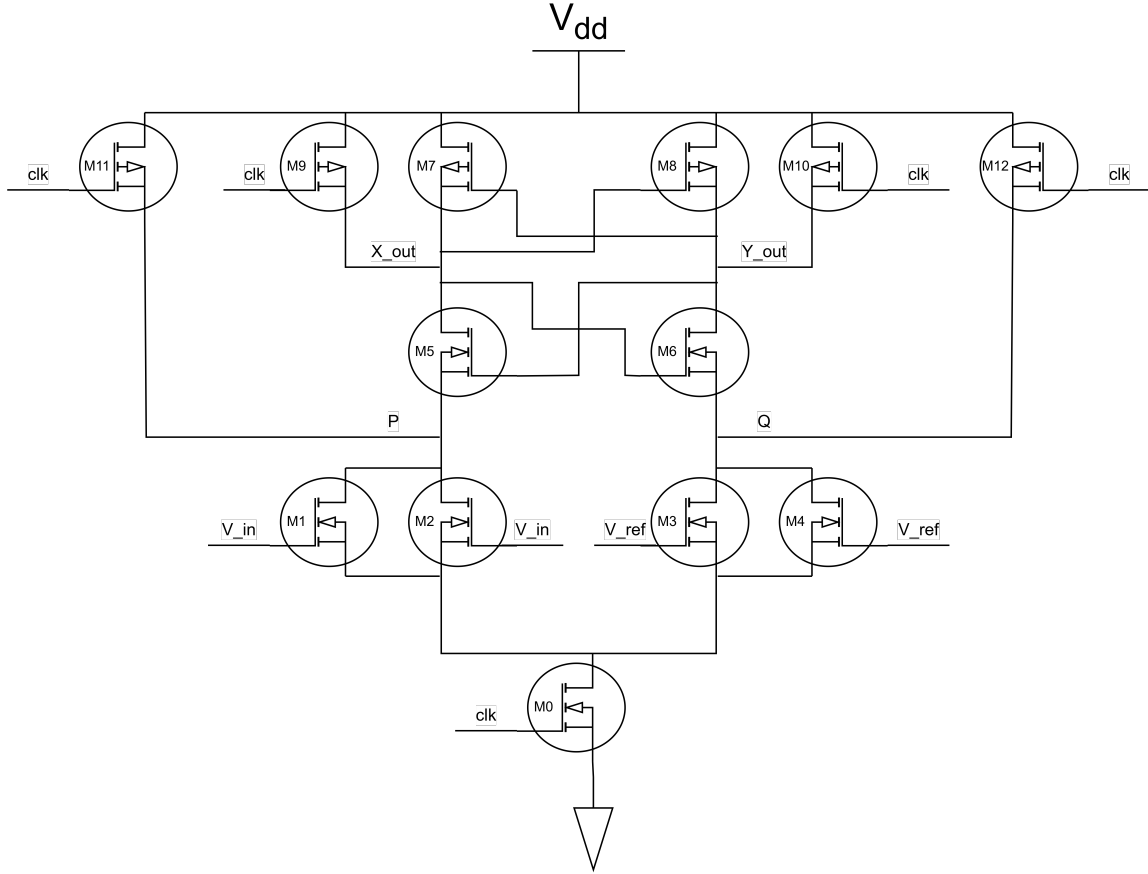 Vdd
M11
M9
M7
M8
M10
M12
clk
clk
clk
clk
X_out
Y_out
M5
M6
P
Q
M1
M2
M3
M4
V_in
V_in
V_ref
V_ref
M0
clk